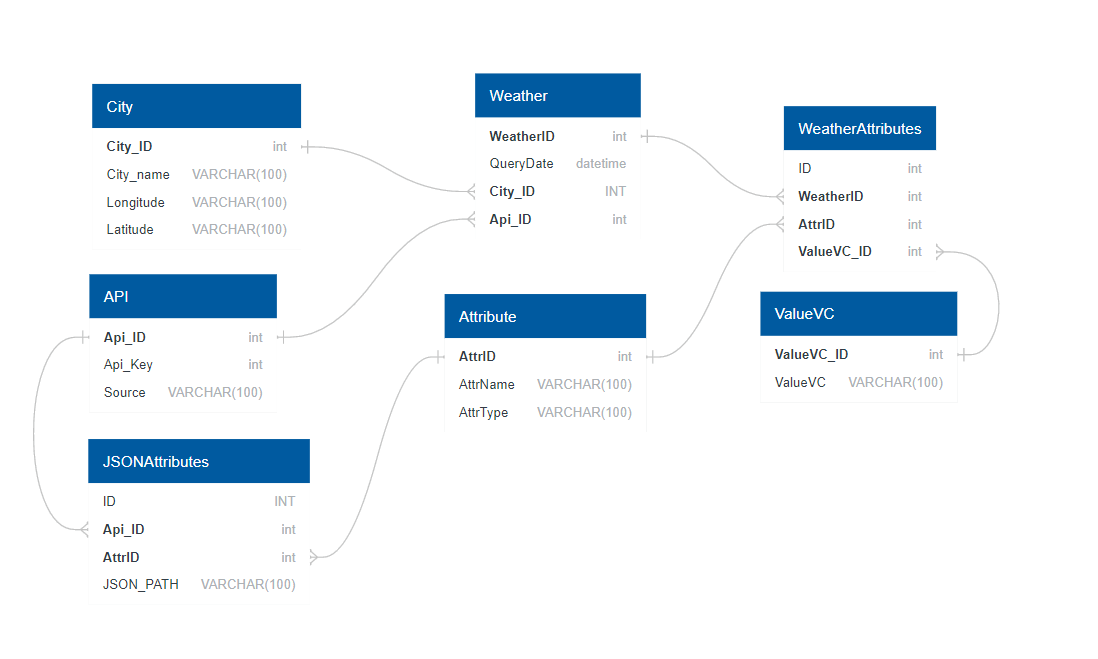 City
City_ID int
City_name VARCHAR(100)
Longitude VARCHAR(100)
Latitude VARCHAR(100)
Weather
WeatherID int
QueryDate datetime
City_ID INT
Api_ID int
WeatherAttributes
ID int
WeatherID int
AttrID int
ValueVC_ID int
API
Api_ID int
Api_Key int
Source VARCHAR(100)
Attribute
AttrID int
AttrName VARCHAR(100)
AttrType VARCHAR(100)
ValueVC
ValueVC_ID int
ValueVC VARCHAR(100)
JSONAttributes
ID INT
Api_ID int
AttrID int
JSON_PATH VARCHAR(100)